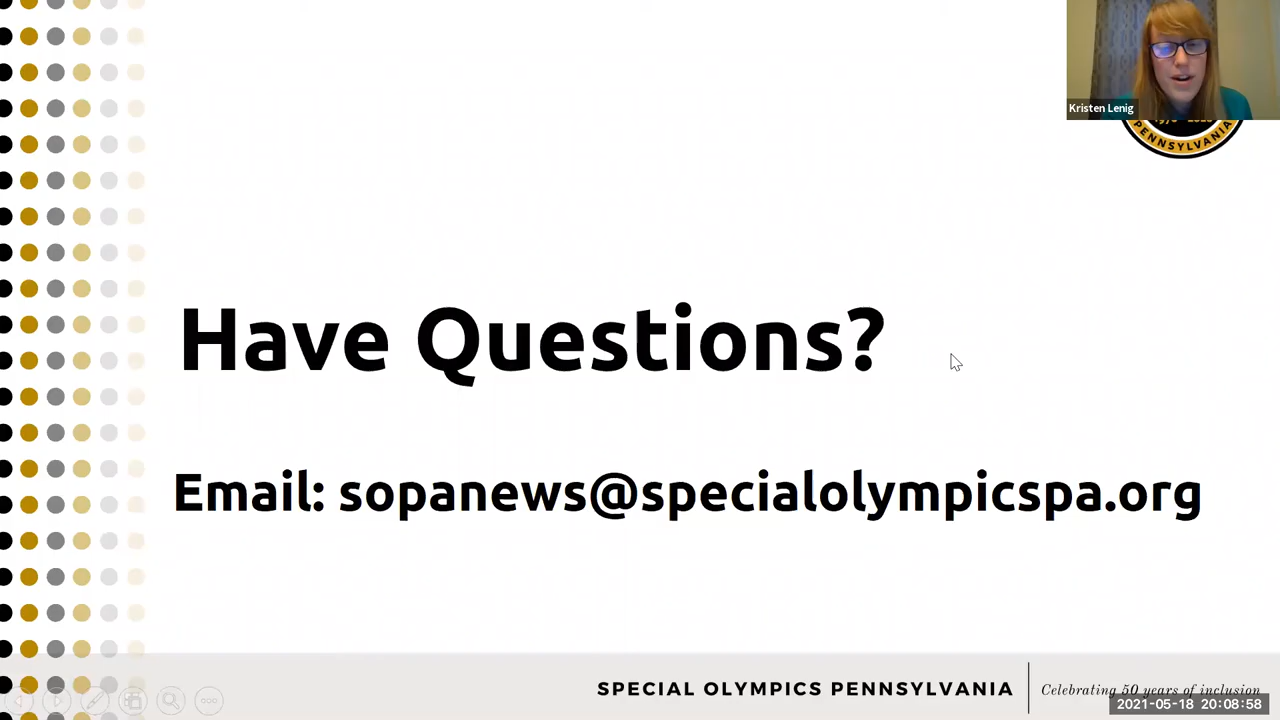 Kristen Lenig
PENNSYLVANIA
Have Questions?
Email: sopanews@specialolympicspa.org
SPECIAL OLYMPICS PENNSYLVANIA
Celebrating 50 years of inclusion
2021-05-18 20:08:58